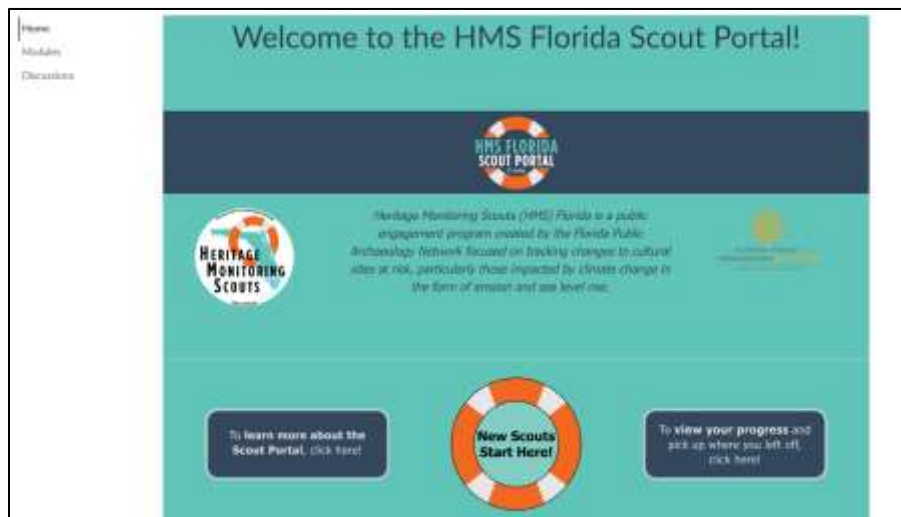 Home
Modules
Discussions
Welcome to the HMS Florida Scout Portal!
HMS FLORIDA
SCOUT PORTAL
HERITAGE
MONITORING
SCOUTS
Heritage Monitoring Scouts (HMS) Florida is a public
engagement program created by the Florida Public
Archaeology Network focused on tracking changes to cultural
sites at risk, particularly those impacted by climate change in
the form of erosion and sea level rise.
To learn more about the
Scout Portal, click here!
New Scouts
Start Here!
To view your progress and
pick up where you left off,
click here!